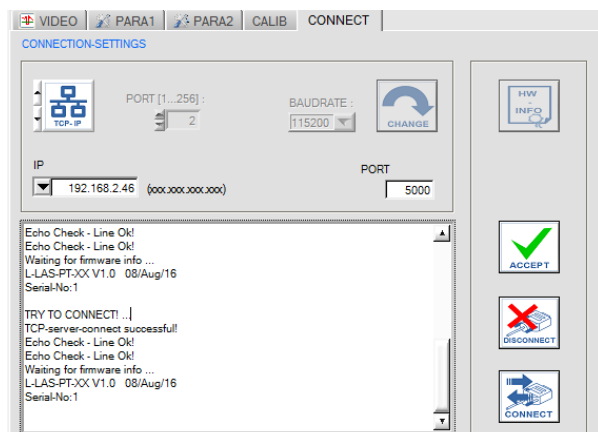 VIDEO PARA1 PARA2 CALIB CONNECT
CONNECTION-SETTINGS
TCP-IP
PORT [1...256] :
2
BAUDRATE :
115200
CHANGE
HW
-
INFO
IP
192.168.2.46 (xxx.xxx.xxx.xxx)
PORT
5000
Echo Check - Line Ok!
Echo Check - Line Ok!
Waiting for firmware info ...
L-LAS-PT-XX V1.0 08/Aug/16
Serial-No:1
TRY TO CONNECT! ...
TCP-server-connect successful!
Echo Check - Line Ok!
Echo Check - Line Ok!
Waiting for firmware info ...
L-LAS-PT-XX V1.0 08/Aug/16
Serial-No:1
ACCEPT
DISCONNECT
CONNECT